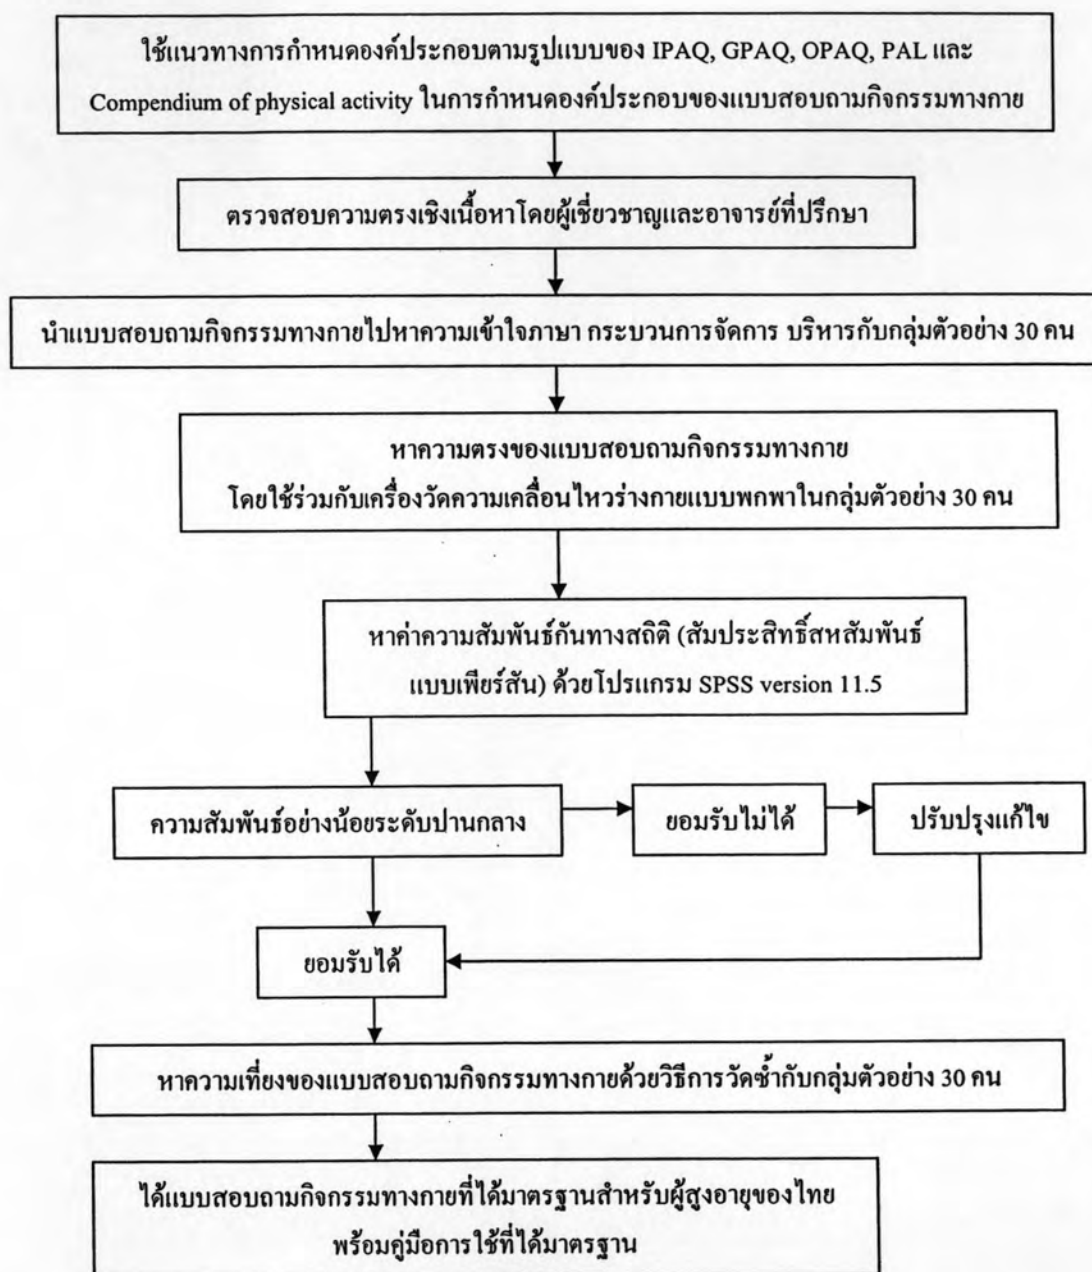 ใช้แนวทางการกำหนดองค์ประกอบตามรูปแบบของ IPAQ, GPAQ, OPAQ, PAL และ
Compendium of physical activity ในการกำหนดองค์ประกอบของแบบสอบถามกิจกรรมทางกาย
ตรวจสอบความตรงเชิงเนื้อหาโดยผู้เชี่ยวชาญและอาจารย์ที่ปรึกษา
นำแบบสอบถามกิจกรรมทางกายไปหาความเข้าใจภาษา กระบวนการจัดการ บริหารกับกลุ่มตัวอย่าง 30 คน
หาความตรงของแบบสอบถามกิจกรรมทางกาย
โดยใช้ร่วมกับเครื่องวัดความเคลื่อนไหวร่างกายแบบพกพาในกลุ่มตัวอย่าง 30 คน
หาค่าความสัมพันธ์กันทางสถิติ (สัมประสิทธิ์สหสัมพันธ์
แบบเพียร์สัน) ด้วยโปรแกรม SPSS version 11.5
ความสัมพันธ์อย่างน้อยระดับปานกลาง
ยอมรับไม่ได้
ปรับปรุงแก้ไข
ยอมรับได้
หาความเที่ยงของแบบสอบถามกิจกรรมทางกายด้วยวิธีการวัดซ้ำกับกลุ่มตัวอย่าง 30 คน
ได้แบบสอบถามกิจกรรมทางกายที่ได้มาตรฐานสำหรับผู้สูงอายุของไทย
พร้อมคู่มือการใช้ที่ได้มาตรฐาน